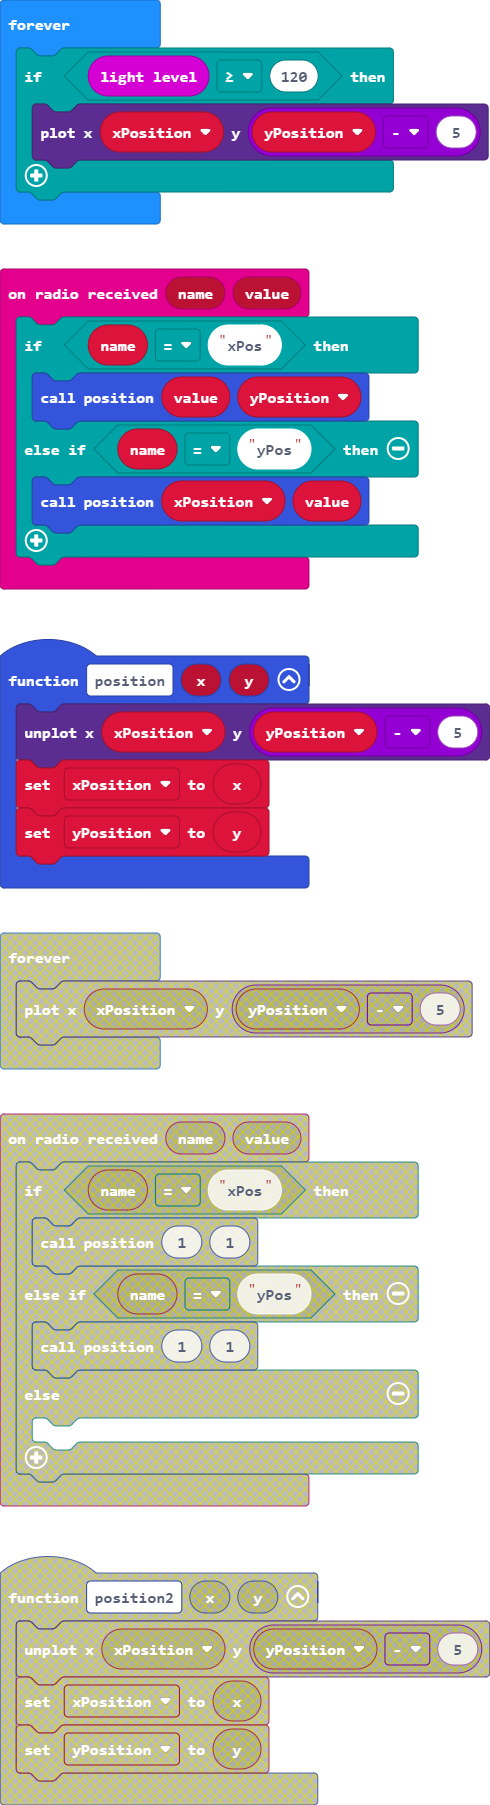 forever
if light level ≥ 120 then
plot x xPosition y yPosition - 5
on radio received name value
if name = "xPos" then
call position value yPosition
else if name = "yPos" then
call position xPosition value
function position x y
unplot x xPosition y yPosition - 5
set xPosition to x
set yPosition to y
forever
plot x xPosition y yPosition - 5
on radio received name value
if name = "xPos" then
call position 1 1
else if name = "yPos" then
call position 1 1
else
function position2 x y
unplot x xPosition y yPosition - 5
set xPosition to x
set yPosition to y